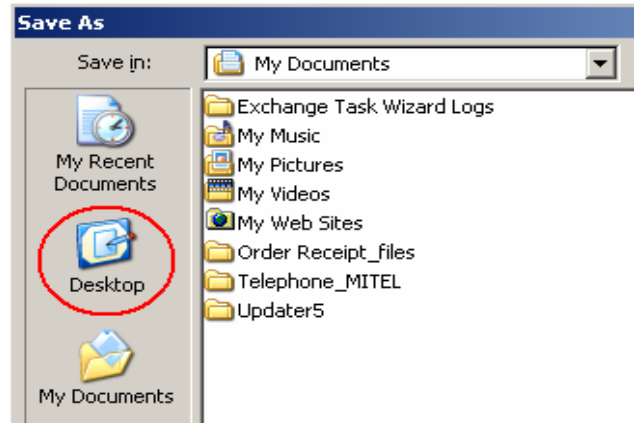 Save As
Save in:
My Documents
My Recent
Documents
Desktop
My Documents
Exchange Task Wizard Logs
My Music
My Pictures
My Videos
My Web Sites
Order Receipt_files
Telephone_MITEL
Updater5